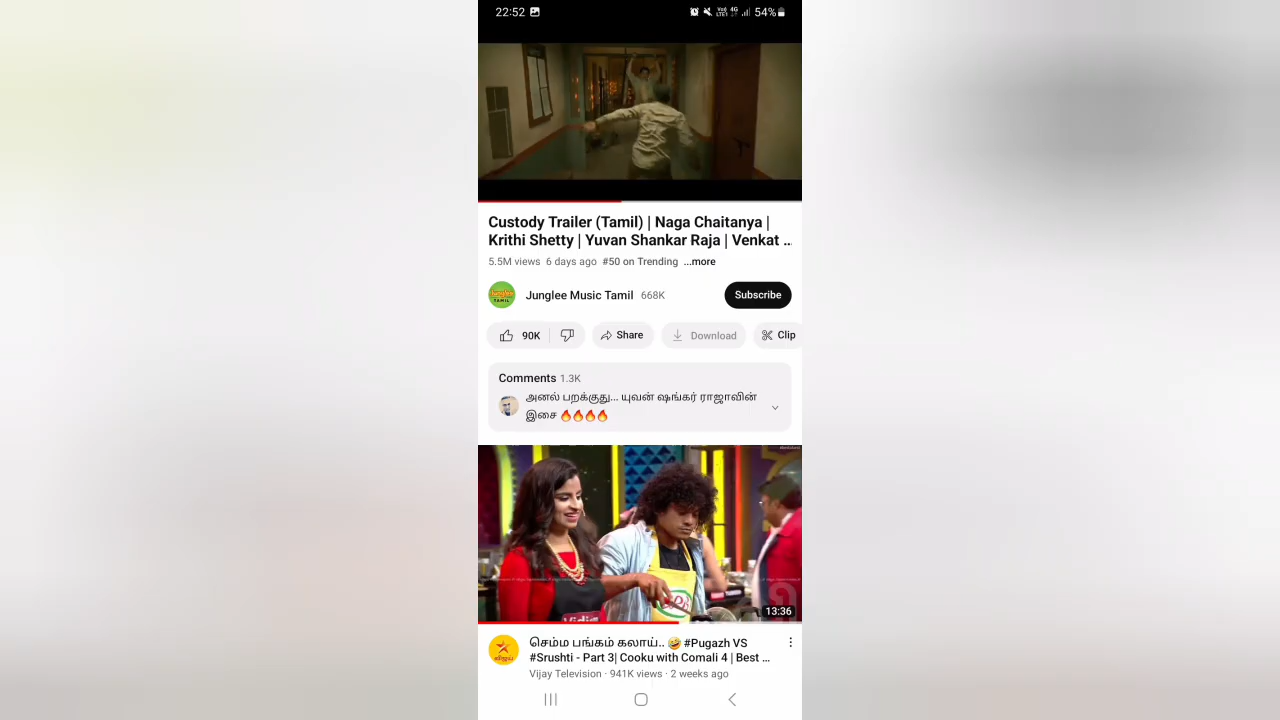 22:52
54%
Custody Trailer (Tamil) | Naga Chaitanya |
Krithi Shetty | Yuvan Shankar Raja | Venkat ...
5.5M views 6 days ago #50 on Trending ...more
Junglee Music Tamil 668K
Subscribe
90K
Share
Download
Clip
Comments 1.3K
அனல் பறக்குது... யுவன் ஷங்கர் ராஜாவின்
இசை 🔥🔥🔥🔥
13:36
செம்ம பங்கம் கலாய்.. 🤣 #Pugazh VS
#Srushti - Part 3| Cooku with Comali 4 | Best ...
Vijay Television · 941K views · 2 weeks ago